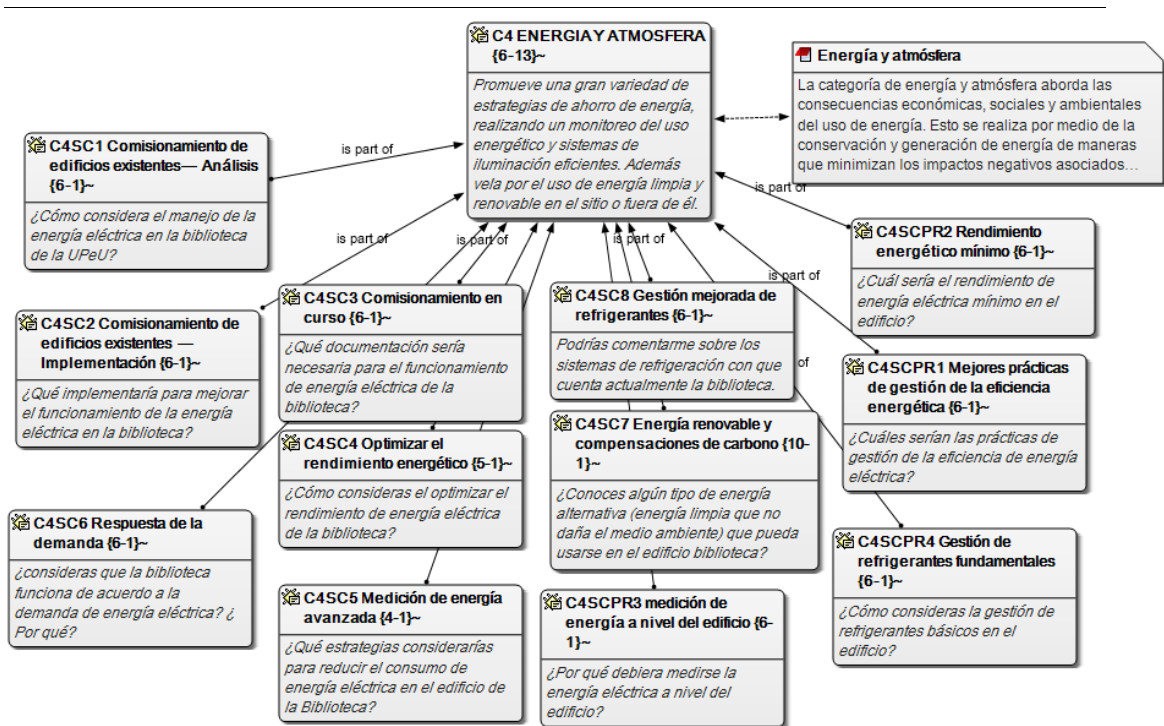 C4 ENERGIA Y ATMOSFERA
{6-13}~
Promueve una gran variedad de
estrategias de ahorro de energía,
realizando un monitoreo del uso
energético y sistemas de
iluminación eficientes. Además
vela por el uso de energía limpia y
renovable en el sitio o fuera de él.
Energía y atmósfera
La categoría de energía y atmósfera aborda las
consecuencias económicas, sociales y ambientales
del uso de energía. Esto se realiza por medio de la
conservación y generación de energía de maneras
que minimizan los impactos negativos asociados…
C4SC1 Comisionamiento de
edificios existentes— Análisis
{6-1}~
¿Cómo considera el manejo de la
energía eléctrica en la biblioteca
de la UPeU?
is part of
is part of
is part of
is part of
is part of
is part of
of
C4SCPR2 Rendimiento
energético mínimo {6-1}~
¿Cuál sería el rendimiento de
energía eléctrica mínimo en el
edificio?
C4SC2 Comisionamiento de
edificios existentes —
Implementación {6-1}~
¿Qué implementaría para mejorar
el funcionamiento de la energía
eléctrica en la biblioteca?
C4SC3 Comisionamiento en
curso {6-1}~
¿Qué documentación sería
necesaria para el funcionamiento
de energía eléctrica de la
biblioteca?
C4SC8 Gestión mejorada de
refrigerantes {6-1}~
Podrías comentarme sobre los
sistemas de refrigeración con que
cuenta actualmente la biblioteca.
C4SCPR1 Mejores prácticas
de gestión de la eficiencia
energética {6-1}~
¿Cuáles serían las prácticas de
gestión de la eficiencia de energía
eléctrica?
C4SC4 Optimizar el
rendimiento energético {5-1}~
¿Cómo consideras el optimizar el
rendimiento de energía eléctrica
de la biblioteca?
C4SC7 Energía renovable y
compensaciones de carbono {10-
1}~
¿Conoces algún tipo de energía
alternativa (energía limpia que no
daña el medio ambiente) que pueda
usarse en el edificio biblioteca?
C4SC6 Respuesta de la
demanda {6-1}~
¿consideras que la biblioteca
funciona de acuerdo a la
demanda de energía eléctrica? ¿
Por qué?
C4SC5 Medición de energía
avanzada {4-1}~
¿Qué estrategias considerarías
para reducir el consumo de
energía eléctrica en el edificio de
la Biblioteca?
C4SCPR3 medición de
energía a nivel del edificio {6-
1}~
¿Por qué debiera medirse la
energía eléctrica a nivel del
edificio?
C4SCPR4 Gestión de
refrigerantes fundamentales
{6-1}~
¿Cómo consideras la gestión de
refrigerantes básicos en el
edificio?